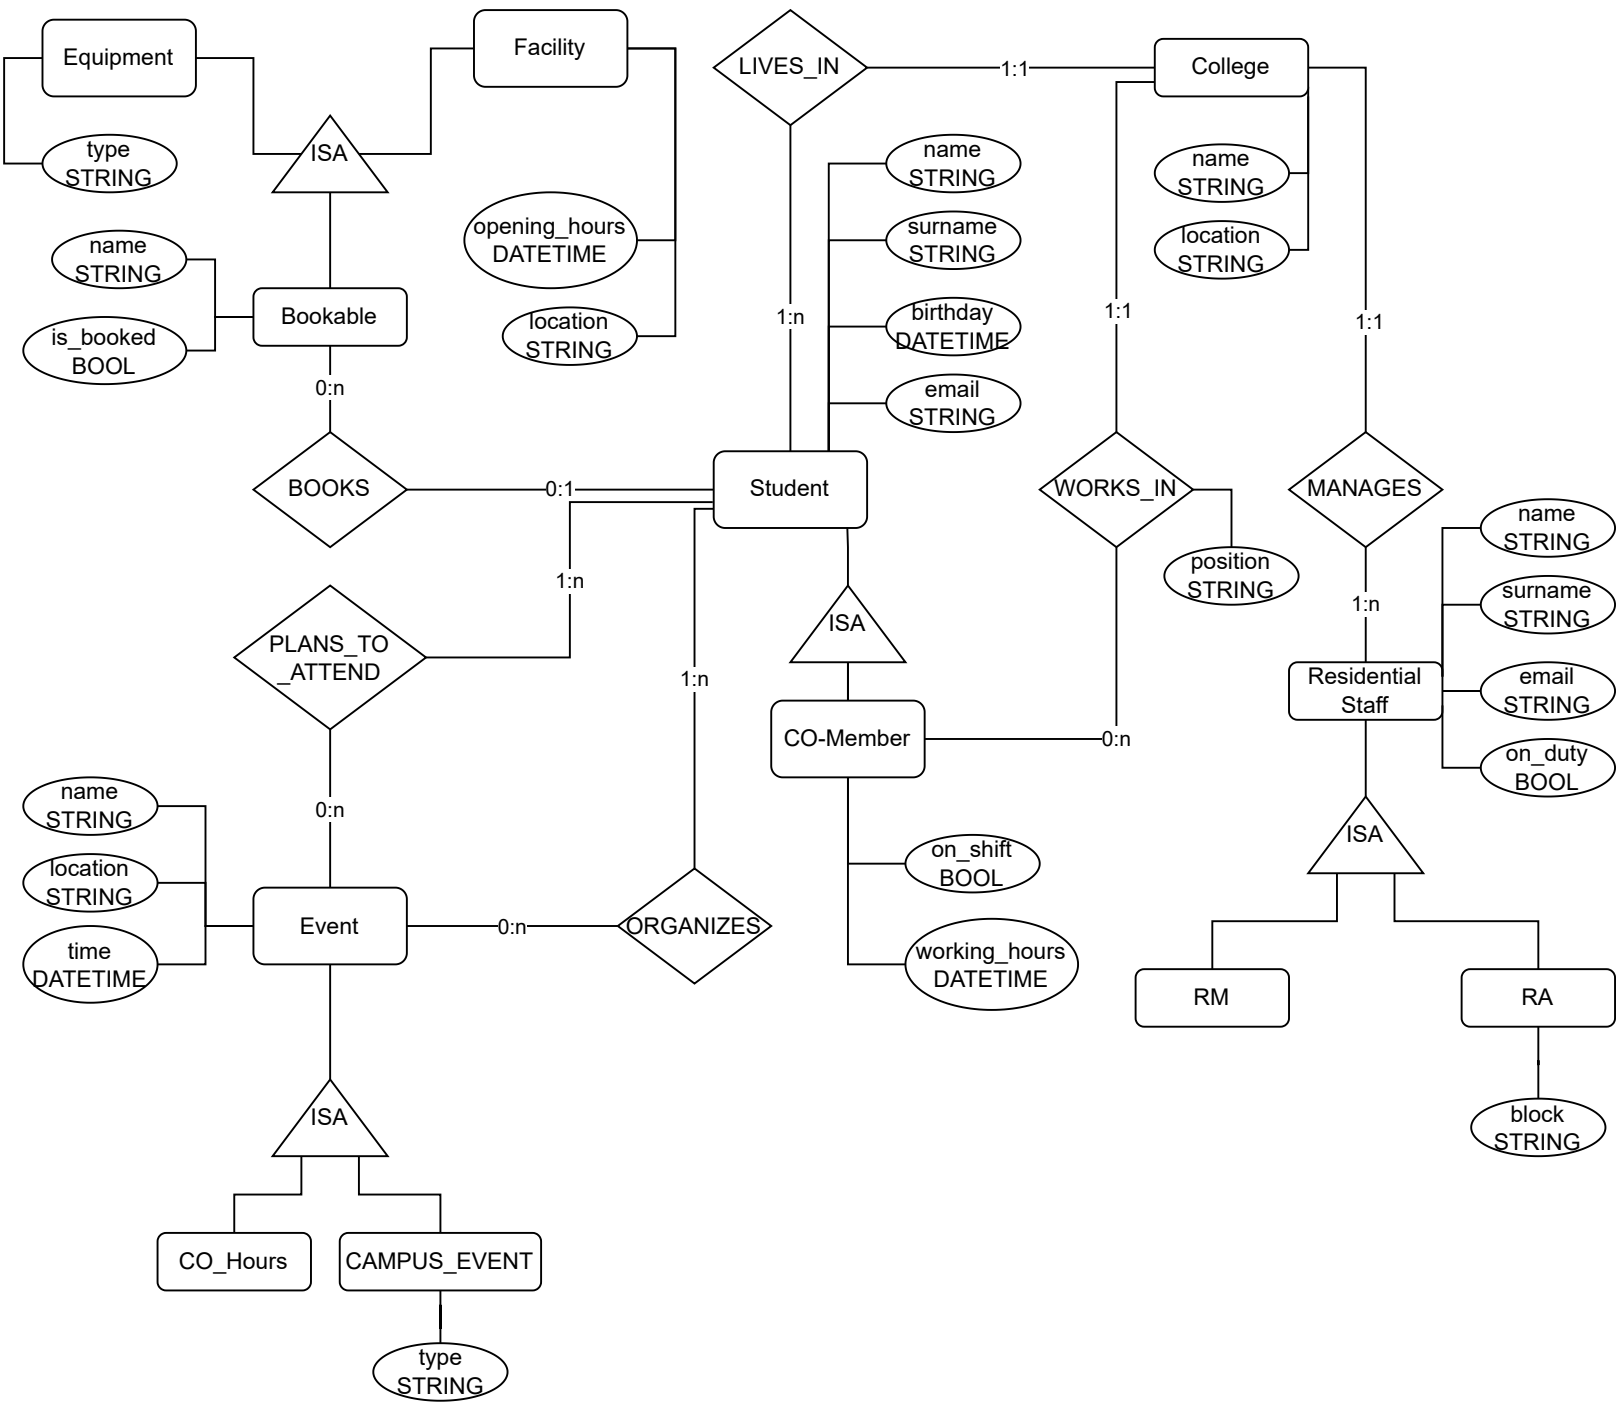 Equipment
Facility
LIVES_IN
1:1
College
type
STRING
ISA
name
STRING
name
STRING
opening_hours
DATETIME
surname
STRING
location
STRING
name
STRING
is_booked
BOOL
Bookable
location
STRING
1:n
birthday
DATETIME
1:1
1:1
0:n
email
STRING
BOOKS
0:1
Student
WORKS_IN
MANAGES
name
STRING
1:n
position
STRING
PLANS_TO
_ATTEND
ISA
1:n
surname
STRING
1:n
Residential
Staff
email
STRING
CO-Member
0:n
on_duty
BOOL
name
STRING
0:n
ISA
location
STRING
on_shift
BOOL
Event
0:n
ORGANIZES
time
DATETIME
working_hours
DATETIME
RM
RA
ISA
block
STRING
CO_Hours
CAMPUS_EVENT
type
STRING